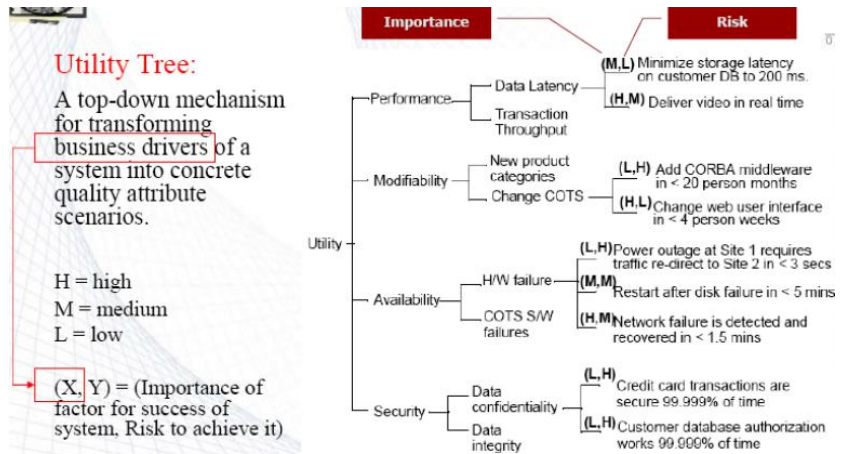 Importance
Risk
Utility Tree:
A top-down mechanism
for transforming
business drivers of a
system into concrete
quality attribute
scenarios.
H = high
M = medium
L = low
(X, Y) = (Importance of
factor for success of
system, Risk to achieve it)
Utility
Performance
Data Latency
(M,L) Minimize storage latency
on customer DB to 200 ms.
(H,M) Deliver video in real time
Transaction
Throughput
Modifiability
New product
categories
Change COTS
(L,H) Add CORBA middleware
in < 20 person months
(H,L) Change web user interface
in < 4 person weeks
Availability
H/W failure
(L,H) Power outage at Site 1 requires
traffic re-direct to Site 2 in < 3 secs
(M,M) Restart after disk failure in < 5 mins
(H,M) Network failure is detected and
recovered in < 1.5 mins
COTS S/W
failures
Security
Data
confidentiality
(L,H) Credit card transactions are
secure 99.999% of time
(L,H) Customer database authorization
works 99.999% of time
Data
integrity